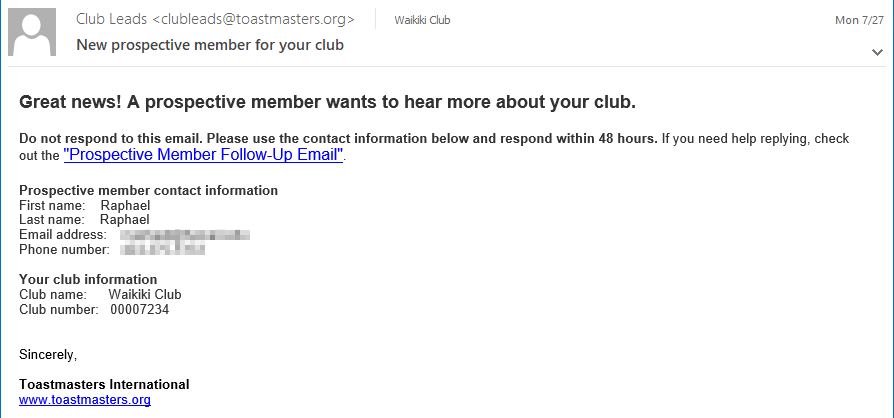 Club Leads <clubleads@toastmasters.org>
Waikiki Club
Mon 7/27
New prospective member for your club
Great news! A prospective member wants to hear more about your club.
Do not respond to this email. Please use the contact information below and respond within 48 hours. If you need help replying, check
out the "Prospective Member Follow-Up Email".
Prospective member contact information
First name: Raphael
Last name: Raphael
Email address:
Phone number:
Your club information
Club name: Waikiki Club
Club number: 00007234
Sincerely,
Toastmasters International
www.toastmasters.org